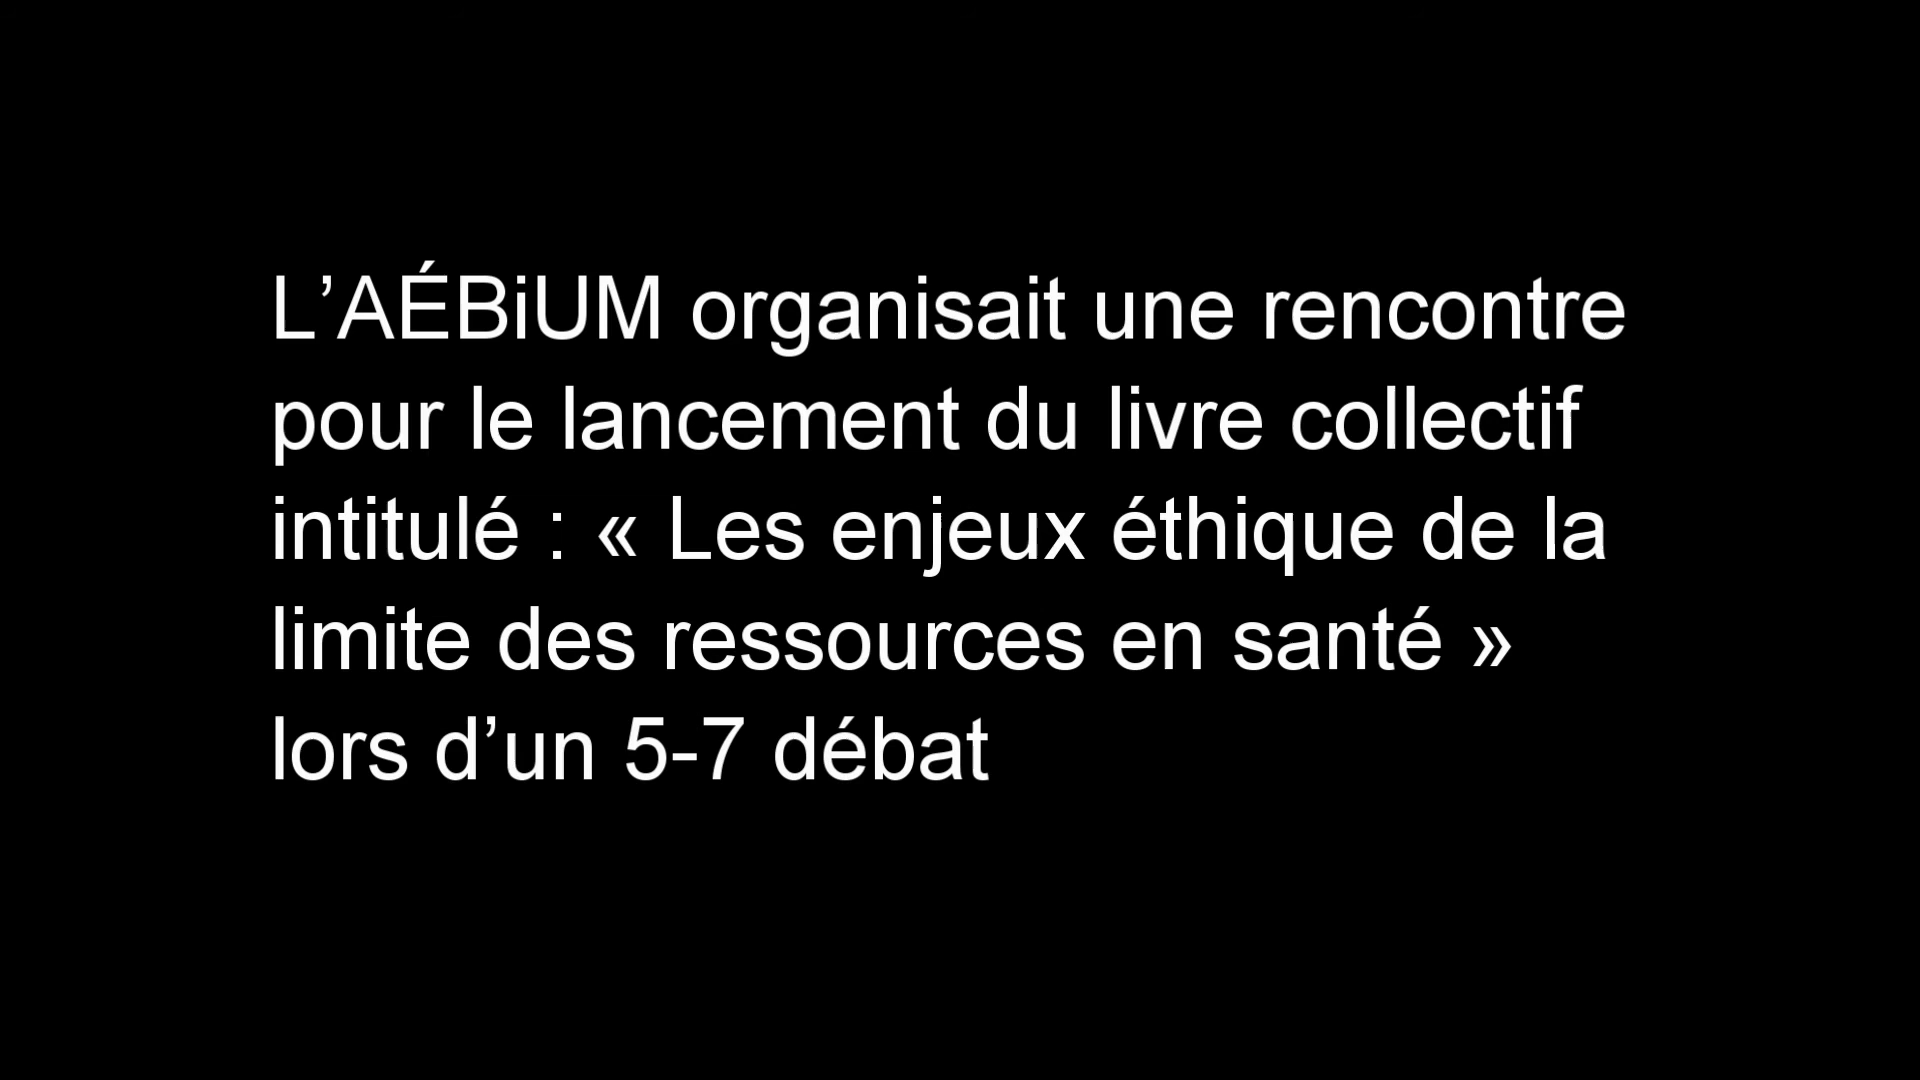 L’AÉBiUM organisait une rencontre
pour le lancement du livre collectif
intitulé : « Les enjeux éthique de la
limite des ressources en santé »
lors d’un 5-7 débat